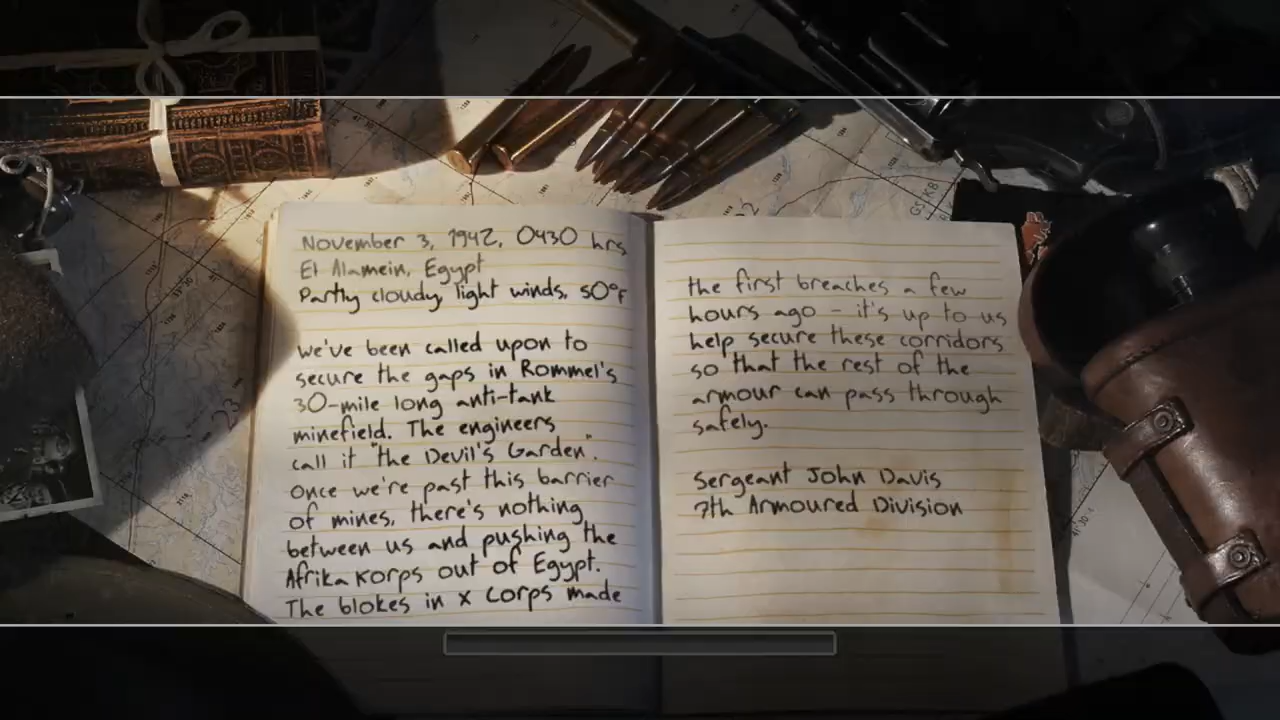 November 3, 1942, 0430 hrs
El Alamein, Egypt
Partly cloudy, light winds, 50°F
We've been called upon to
secure the gaps in Rommel's
30-mile long anti-tank
minefield. The engineers
call it "the Devil's Garden".
Once we're past this barrier
of mines, there's nothing
between us and pushing the
Afrika Korps out of Egypt.
The blokes in X Corps made
the first breaches a few
hours ago - it's up to us
help secure these corridors
so that the rest of the
armour can pass through
safely.
Sergeant John Davis
7th Armoured Division